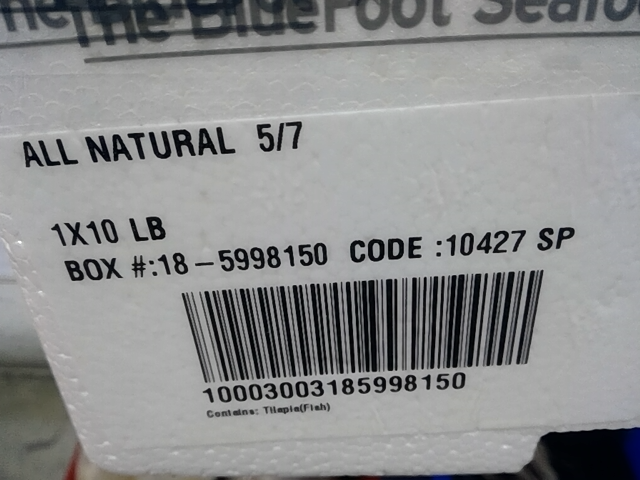 The BlueFoot Seafo
ALL NATURAL 5/7
1X10 LB
BOX #:18-5998150 CODE :10427 SP
10003003185998150
Contains: Tilapia(Fish)